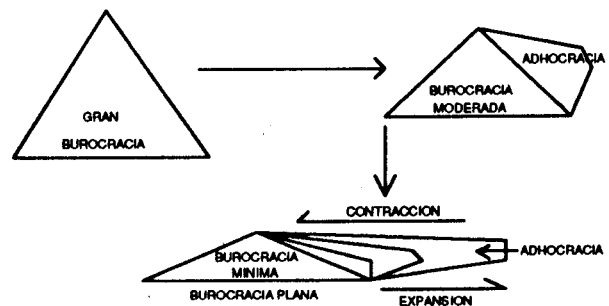 GRAN
BUROCRACIA
ADHOCRACIA
BUROCRACIA
MODERADA
CONTRACCION
BUROCRACIA
MINIMA
ADHOCRACIA
BUROCRACIA PLANA
EXPANSION